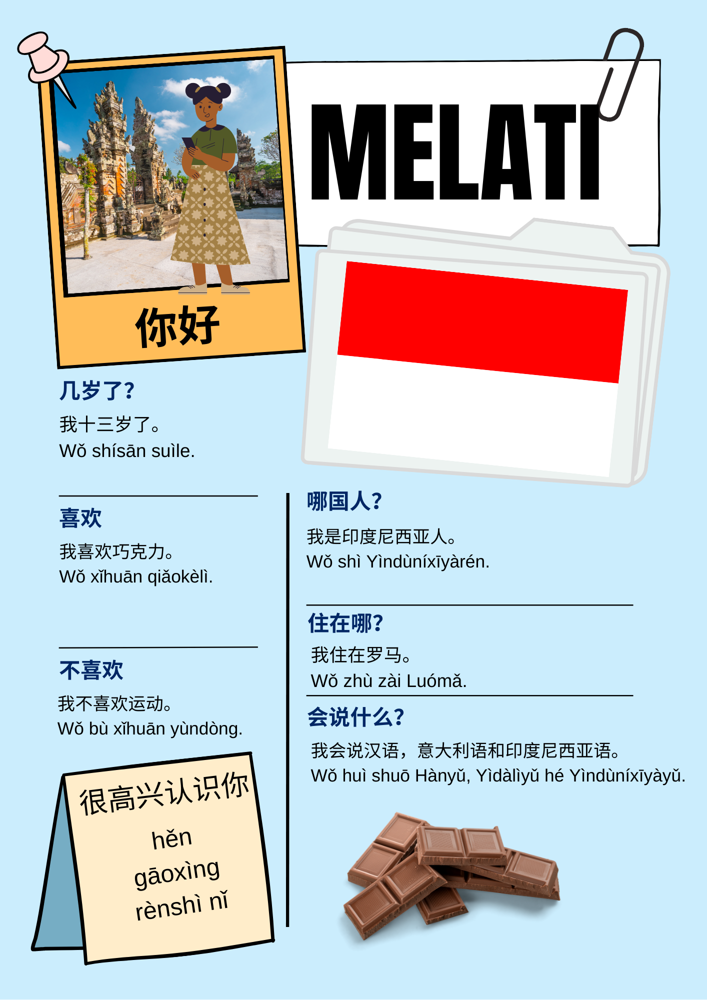 MELATI
你好
几岁了？
我十三岁了。
Wǒ shísān suìle.
喜欢
我喜欢巧克力。
Wǒ xǐhuān qiǎokèlì.
不喜欢
我不喜欢运动。
Wǒ bù xǐhuān yùndòng.
很高兴认识你
hěn
gāoxìng
rènshì nǐ
哪国人？
我是印度尼西亚人。
Wǒ shì Yìndùníxīyàrén.
住在哪？
我住在罗马。
Wǒ zhù zài Luómǎ.
会说什么？
我会说汉语，意大利语和印度尼西亚语。
Wǒ huì shuō Hànyǔ, Yìdàlìyǔ hé Yìndùníxīyàyǔ.